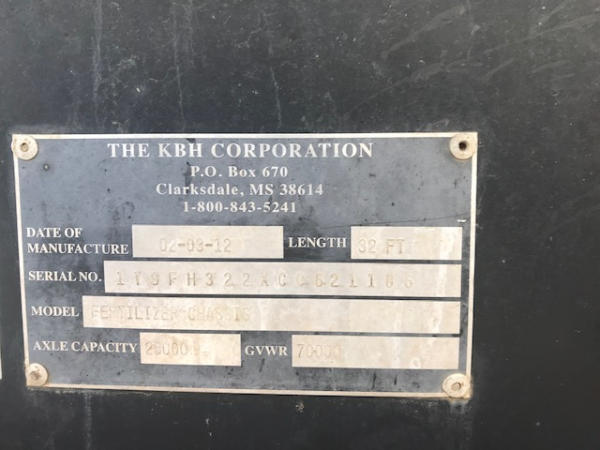 THE KBH CORPORATION
P.O. Box 670
Clarksdale, MS 38614
1-800-843-5241
DATE OF MANUFACTURE 02-03-12 LENGTH 32 FT
SERIAL NO.
MODEL FERTILIZER CHASSIS
AXLE CAPACITY GVWR 70000